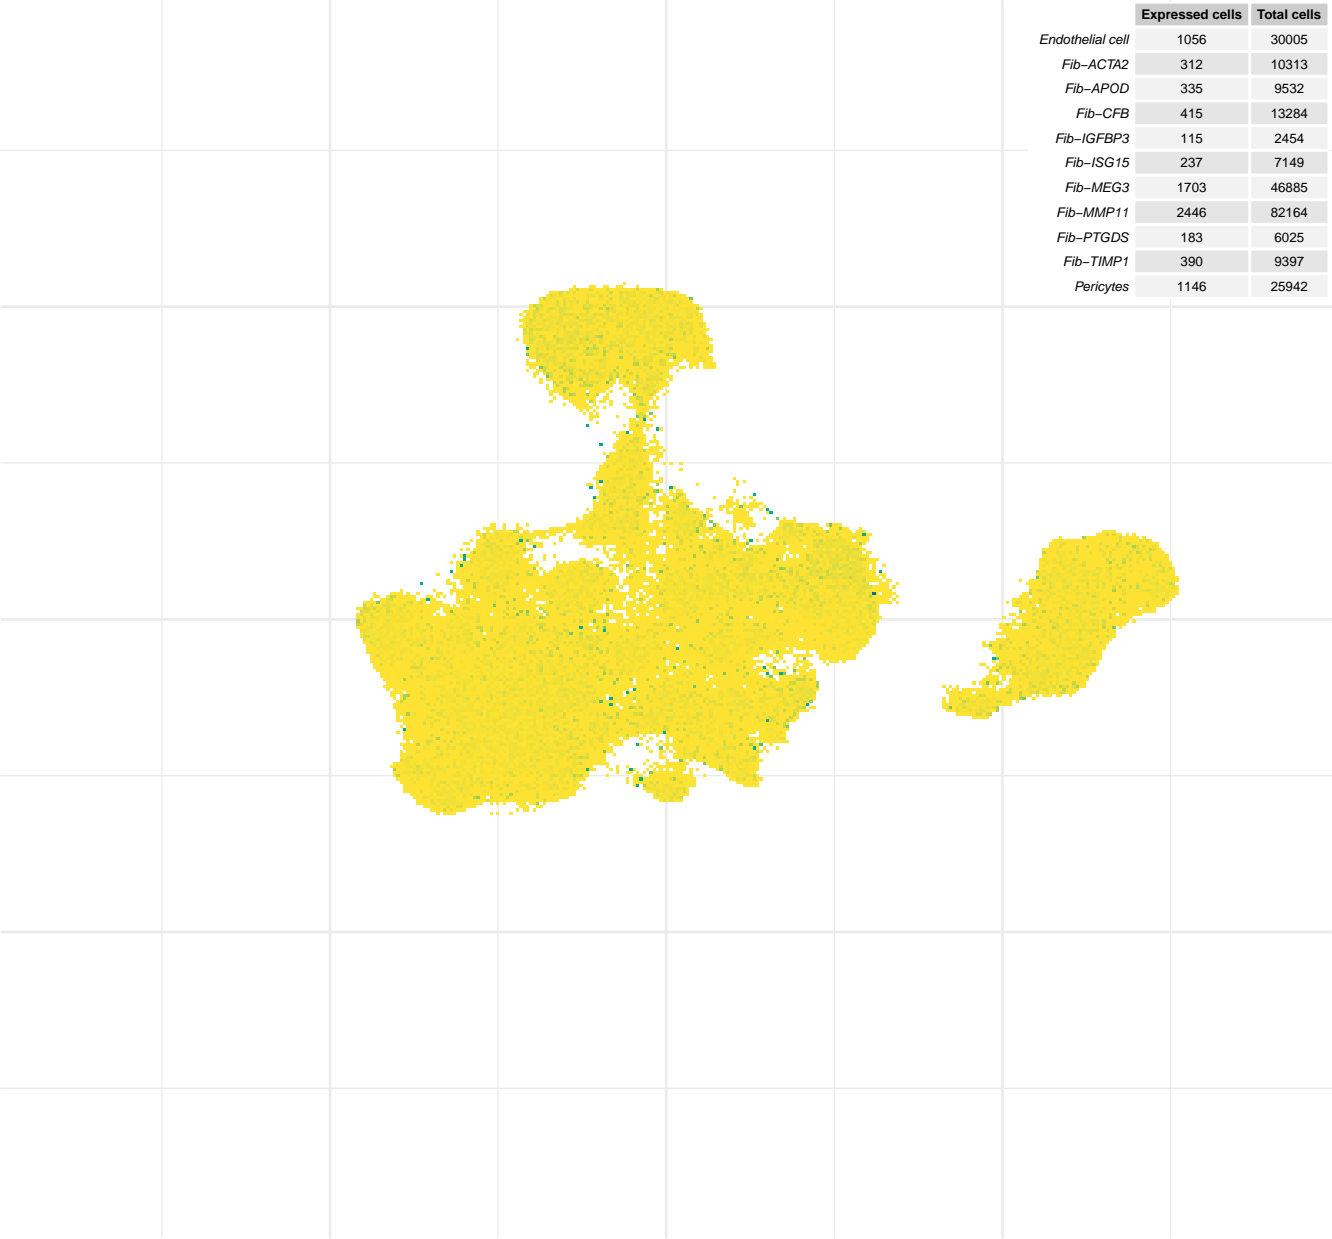 Expressed cells Total cells
Endothelial cell 1056 30005
Fib−ACTA2 312 10313
Fib−APOD 335 9532
Fib−CFB 415 13284
Fib−IGFBP3 115 2454
Fib−ISG15 237 7149
Fib−MEG3 1703 46885
Fib−MMP11 2446 82164
Fib−PTGDS 183 6025
Fib−TIMP1 390 9397
Pericytes 1146 25942